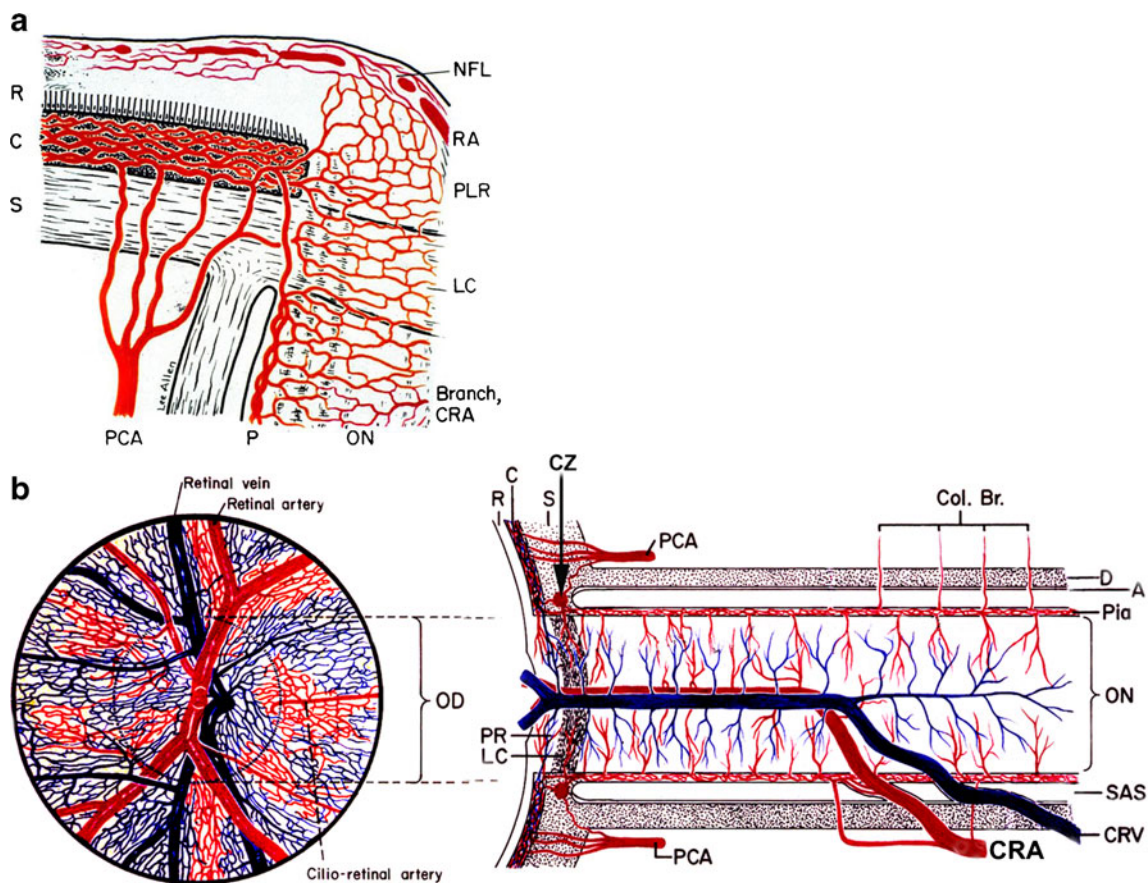 a
NFL
R
RA
C
PLR
S
LC
Lee Allen
Branch,
CRA
PCA
P
ON
b
Retinal vein
Retinal artery
OD
Cilio-retinal artery
CZ
C
R
S
Col. Br.
PCA
D
A
Pia
ON
PR
LC
SAS
CRV
CRA
PCA